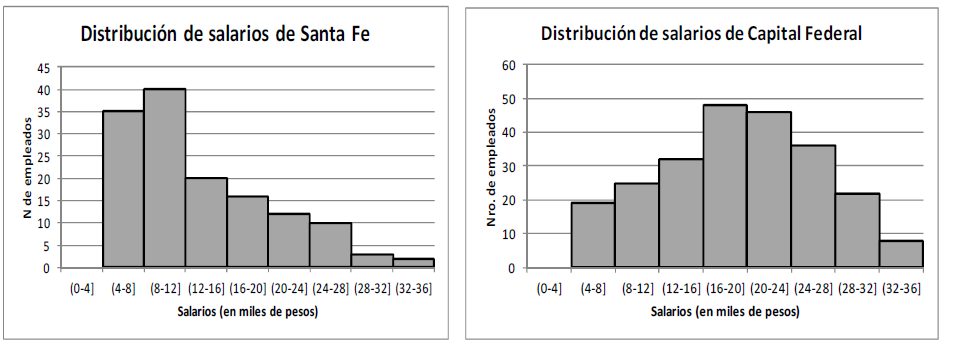 Distribución de salarios de Santa Fe
N de empleados
45
40
35
30
25
20
15
10
5
0
(0-4] (4-8] (8-12] (12-16] (16-20] (20-24] (24-28] (28-32] (32-36]
Salarios (en miles de pesos)
Distribución de salarios de Capital Federal
Nro. de empleados
60
50
40
30
20
10
0
(0-4] (4-8] (8-12] (12-16] (16-20] (20-24] (24-28] (28-32] (32-36]
Salarios (en miles de pesos)